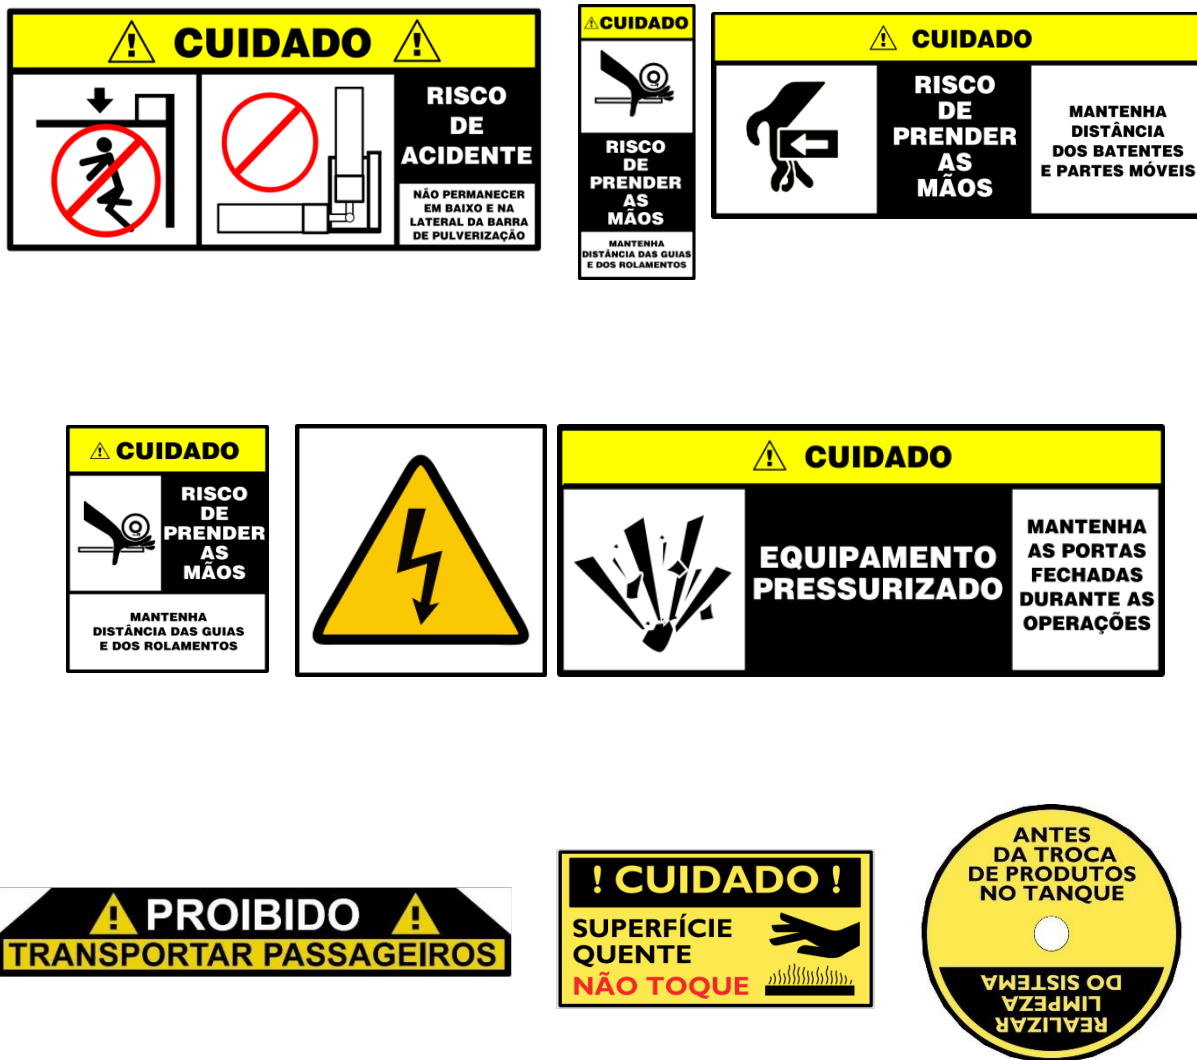 CUIDADO
RISCO
DE
ACIDENTE
NÃO PERMANECER
EM BAIXO E NA
LATERAL DA BARRA
DE PULVERIZAÇÃO
CUIDADO
RISCO
DE
PRENDER
AS
MÃOS
MANTENHA
DISTÂNCIA DAS GUIAS
E DOS ROLAMENTOS
CUIDADO
RISCO
DE
PRENDER
AS
MÃOS
MANTENHA
DISTÂNCIA
DOS BATENTES
E PARTES MÓVEIS
CUIDADO
RISCO
DE
PRENDER
AS
MÃOS
MANTENHA
DISTÂNCIA DAS GUIAS
E DOS ROLAMENTOS
CUIDADO
EQUIPAMENTO
PRESSURIZADO
MANTENHA
AS PORTAS
FECHADAS
DURANTE AS
OPERAÇÕES
! PROIBIDO !
TRANSPORTAR PASSAGEIROS
! CUIDADO !
SUPERFÍCIE
QUENTE
NÃO TOQUE
ANTES
DA TROCA
DE PRODUTOS
NO TANQUE
REALIZAR
LIMPEZA
DO SISTEMA